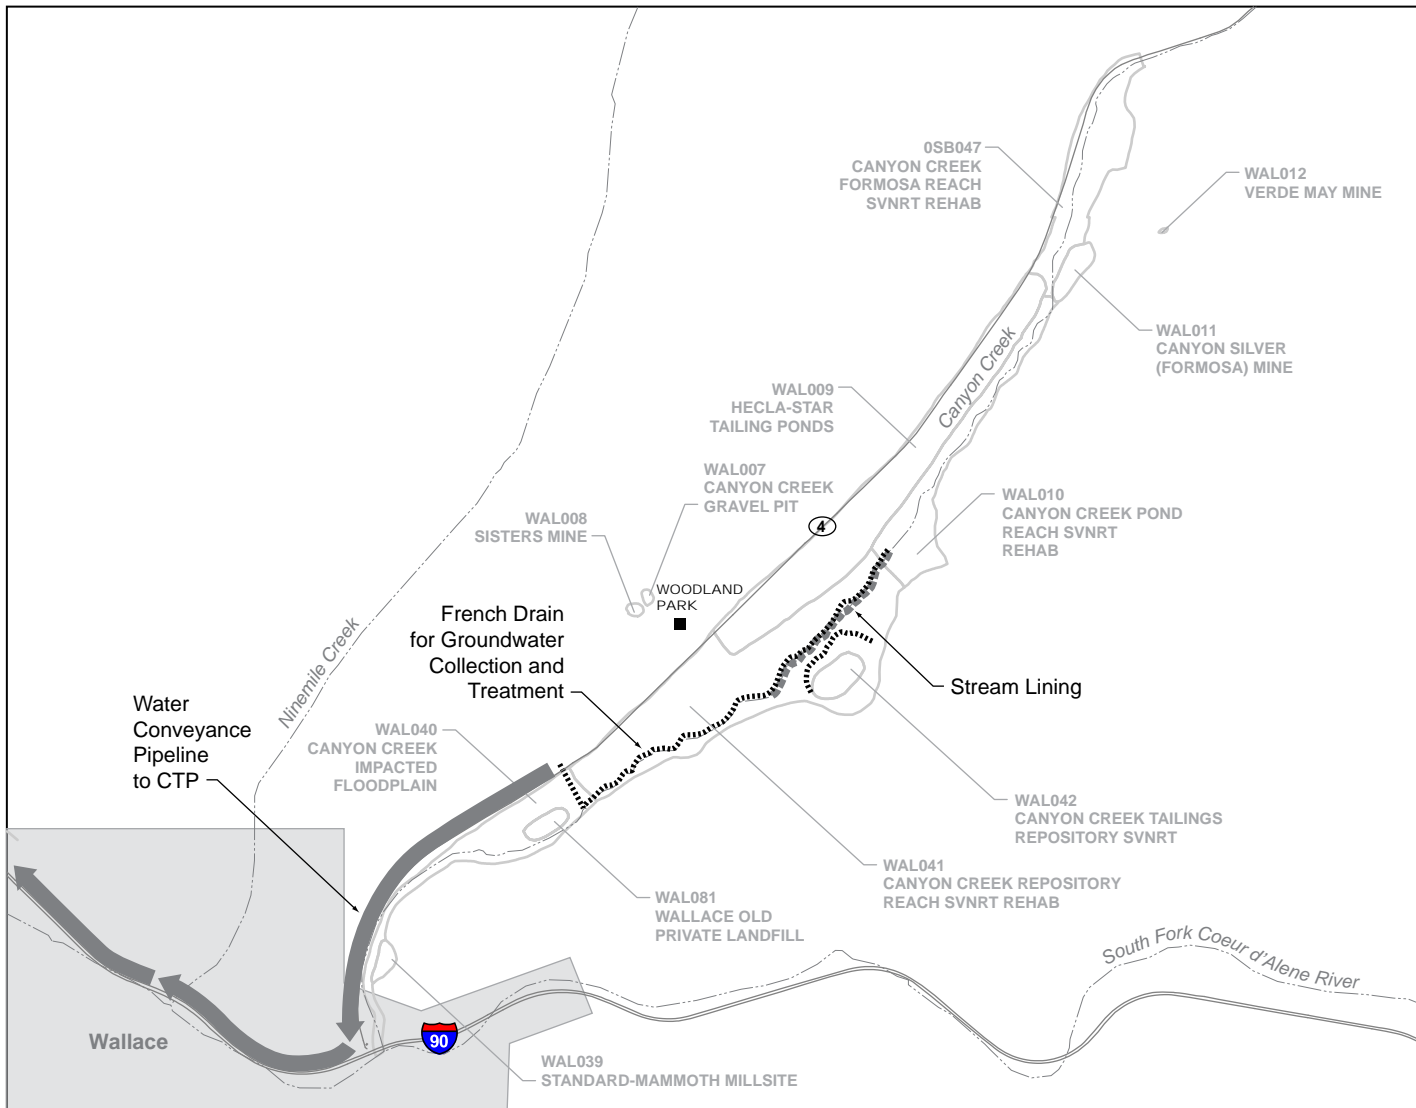 0SB047
CANYON CREEK
FORMOSA REACH
SVNRT REHAB
WAL012
VERDE MAY MINE
WAL011
CANYON SILVER
(FORMOSA) MINE
Canyon Creek
WAL009
HECLA-STAR
TAILING PONDS
WAL007
CANYON CREEK
GRAVEL PIT
WAL008
SISTERS MINE
4
WAL010
CANYON CREEK POND
REACH SVNRT
REHAB
WOODLAND
PARK
French Drain
for Groundwater
Collection and
Treatment
Stream Lining
Ninemile Creek
Water
Conveyance
Pipeline
to CTP
WAL040
CANYON CREEK
IMPACTED
FLOODPLAIN
WAL042
CANYON CREEK TAILINGS
REPOSITORY SVNRT
WAL041
CANYON CREEK REPOSITORY
REACH SVNRT REHAB
WAL081
WALLACE OLD
PRIVATE LANDFILL
South Fork Coeur d'Alene River
Wallace
90
WAL039
STANDARD-MAMMOTH MILLSITE